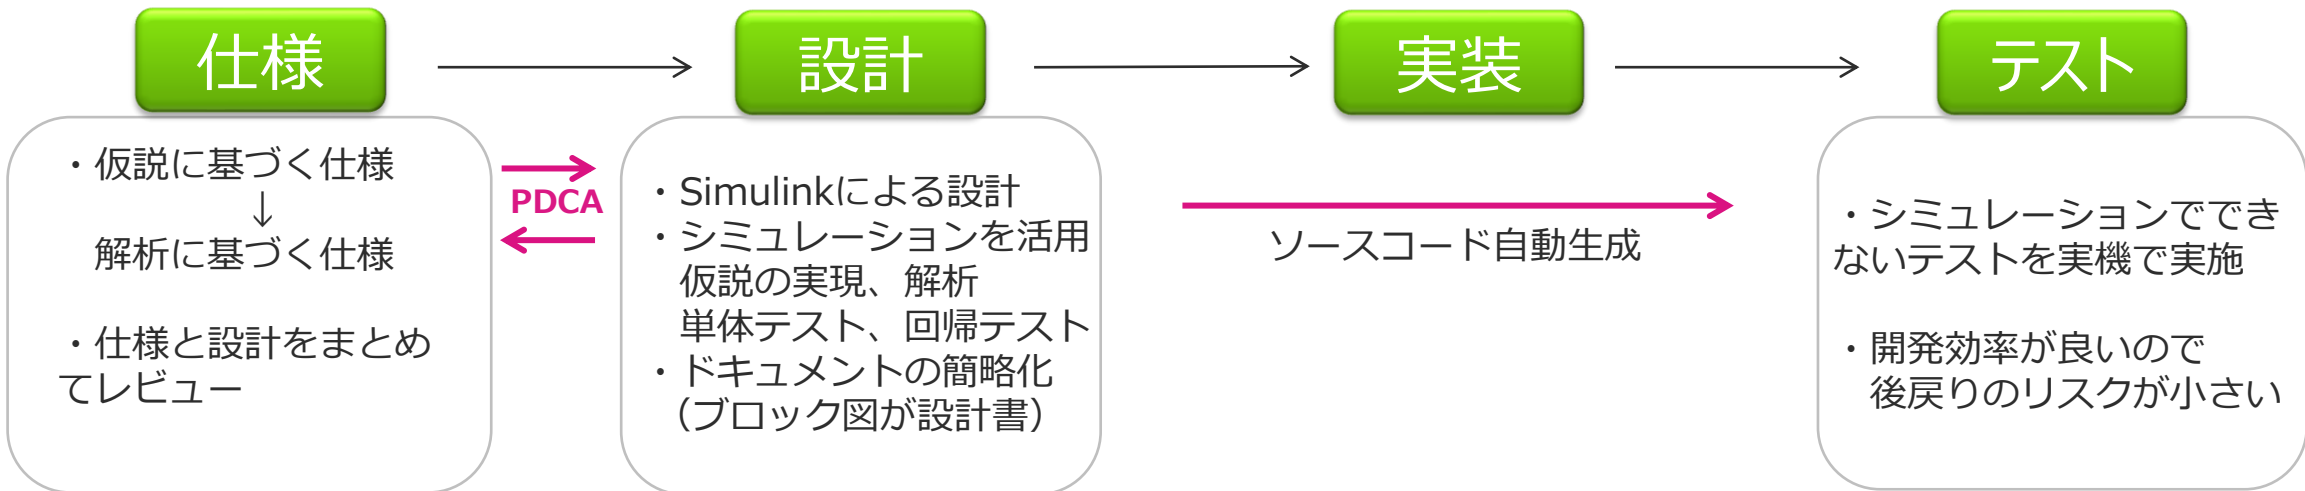 仕様
設計
実装
テスト
・仮説に基づく仕様
↓
解析に基づく仕様
・仕様と設計をまとめ
てレビュー
PDCA
・Simulinkによる設計
・シミュレーションを活用
仮説の実現、解析
単体テスト、回帰テスト
・ドキュメントの簡略化
（ブロック図が設計書）
ソースコード自動生成
・シミュレーションででき
ないテストを実機で実施
・開発効率が良いので
後戻りのリスクが小さい